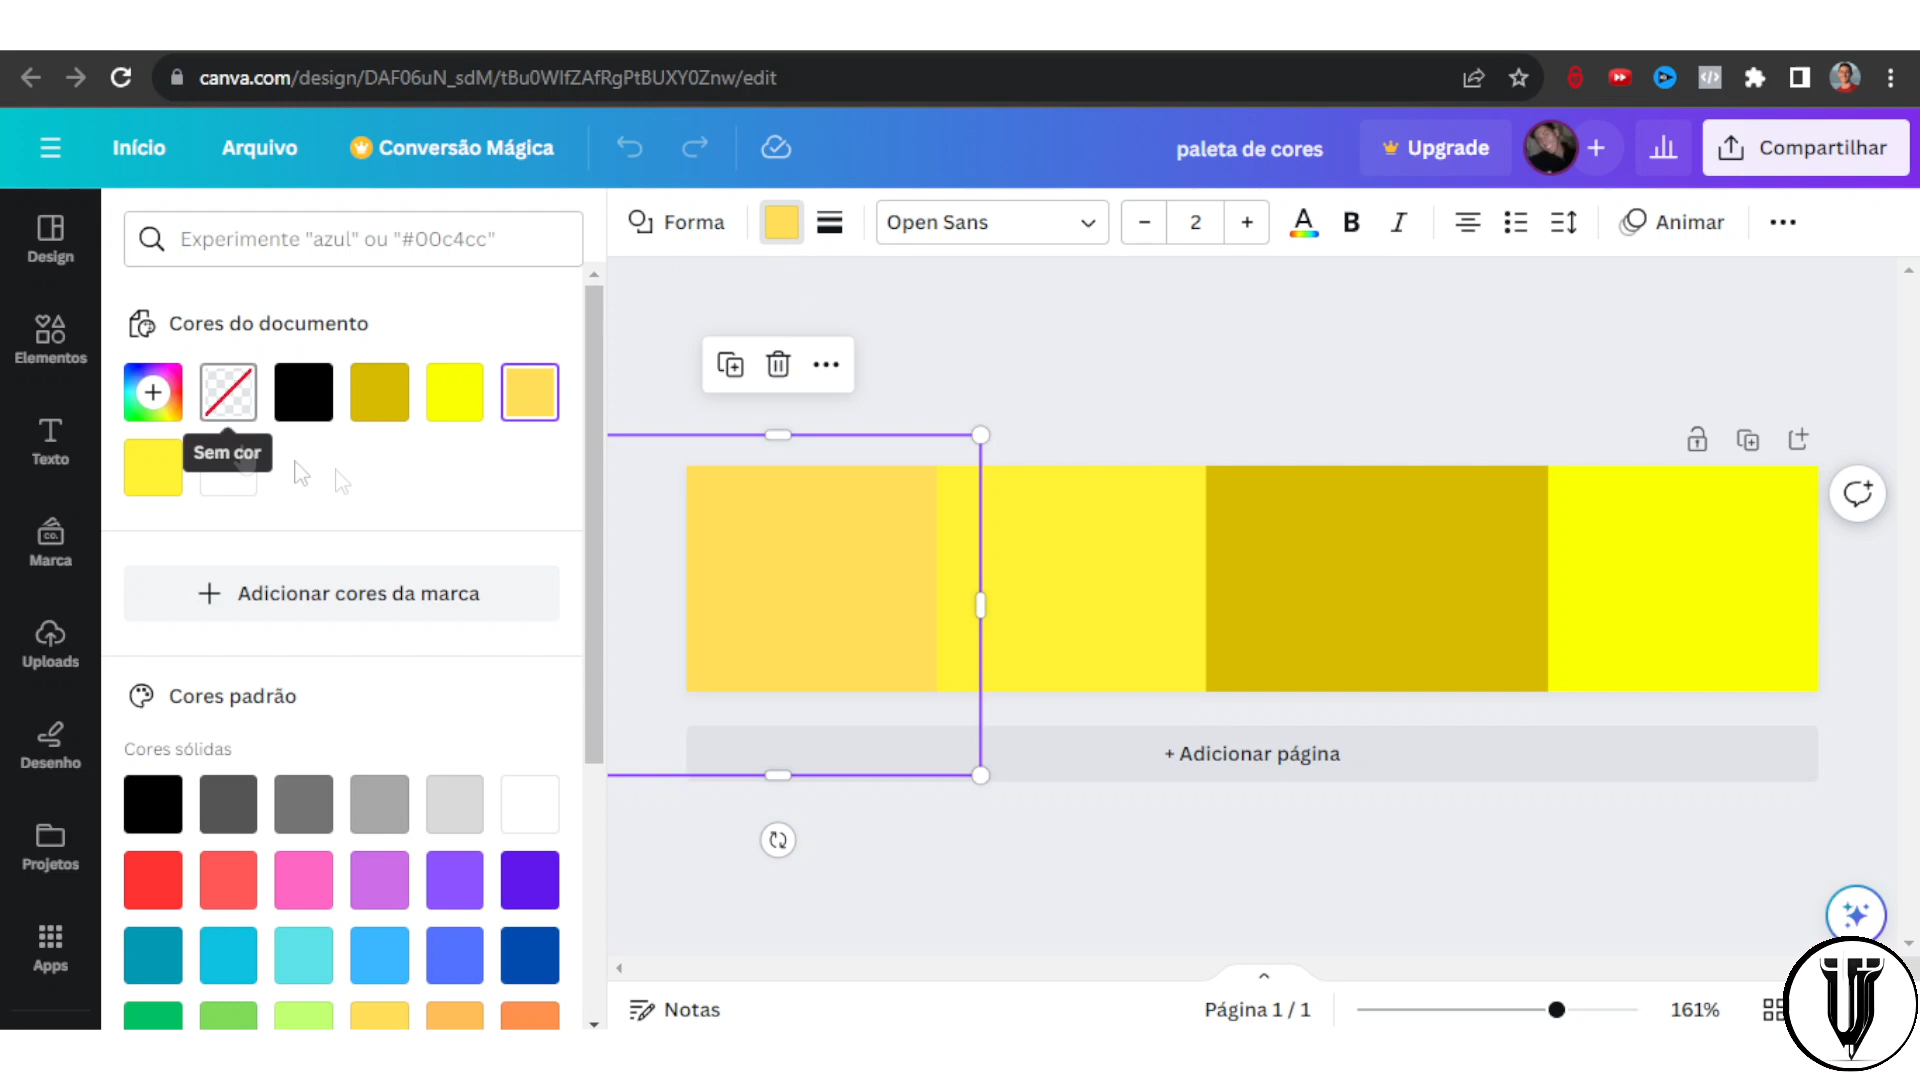 canva.com/design/DAF06uN_sdM/tBu0WIfZAfRgPtBUXY0Znw/edit
Início
Arquivo
Conversão Mágica
paleta de cores
Upgrade
Compartilhar
Design
Elementos
Texto
Marca
Uploads
Desenho
Projetos
Apps
Experimente "azul" ou "#00c4cc"
Cores do documento
Sem cor
Adicionar cores da marca
Cores padrão
Cores sólidas
Forma
Open Sans
2
Animar
+ Adicionar página
Notas
Página 1 / 1
161%